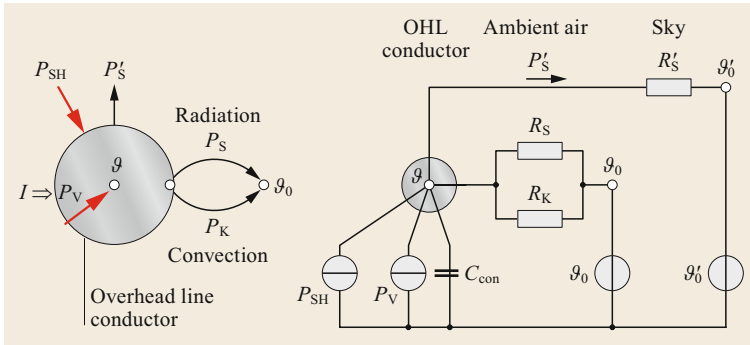 OHL
conductor
Ambient air
Sky
P_SH
P′_S
Radiation
P_S
ϑ
I ⇒
P_V
ϑ_0
P_K
Convection
Overhead line
conductor
P′_S
R′_S
ϑ′_0
R_S
ϑ
ϑ_0
R_K
P_SH
P_V
C_con
ϑ_0
ϑ′_0